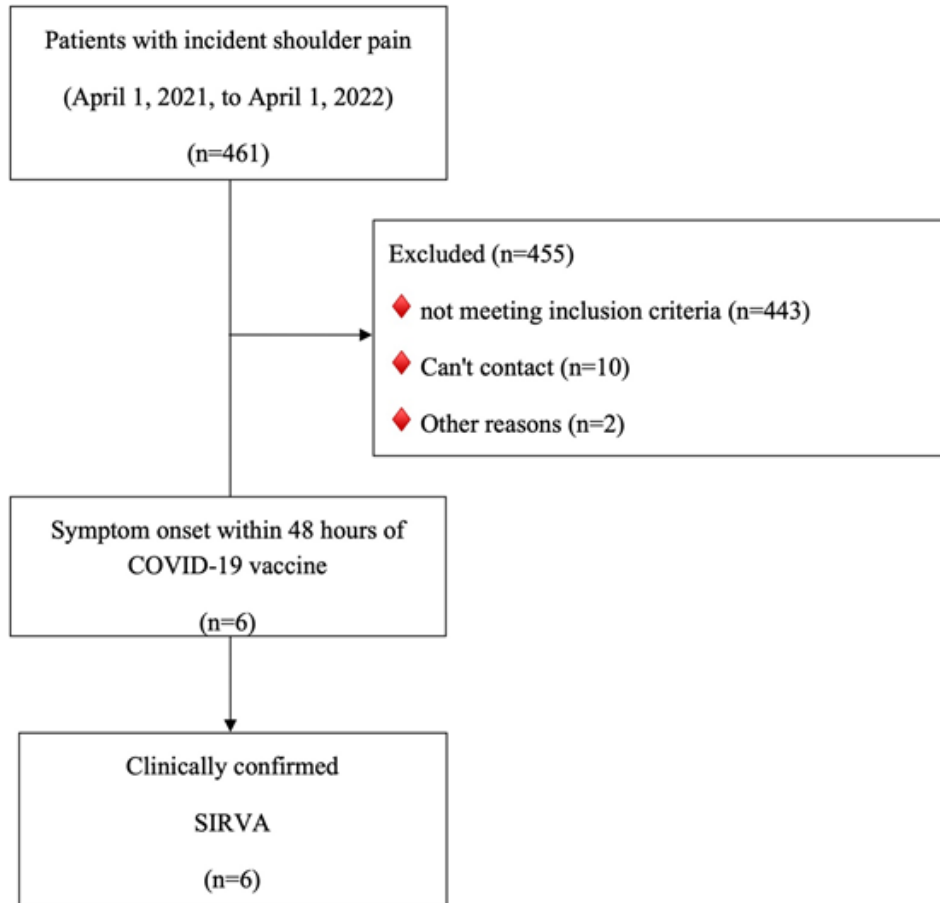 Patients with incident shoulder pain
(April 1, 2021, to April 1, 2022)
(n=461)
Excluded (n=455)
not meeting inclusion criteria (n=443)
Can't contact (n=10)
Other reasons (n=2)
Symptom onset within 48 hours of
COVID-19 vaccine
(n=6)
Clinically confirmed
SIRVA
(n=6)